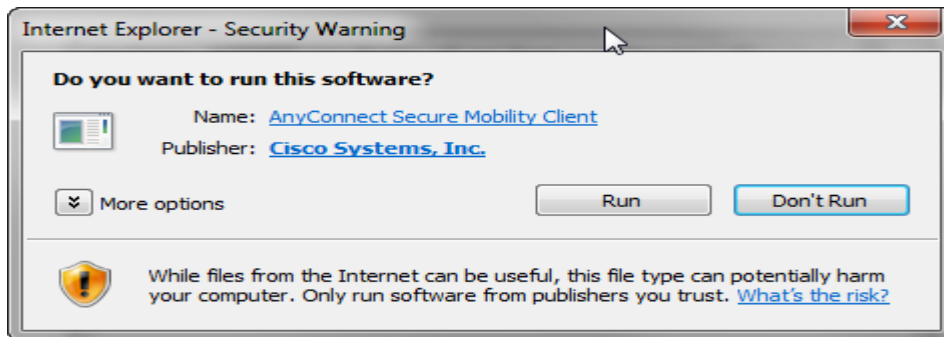 Internet Explorer - Security Warning
Do you want to run this software?
Name: AnyConnect Secure Mobility Client
Publisher: Cisco Systems, Inc.
More options
Run
Don't Run
While files from the Internet can be useful, this file type can potentially harm
your computer. Only run software from publishers you trust. What's the risk?